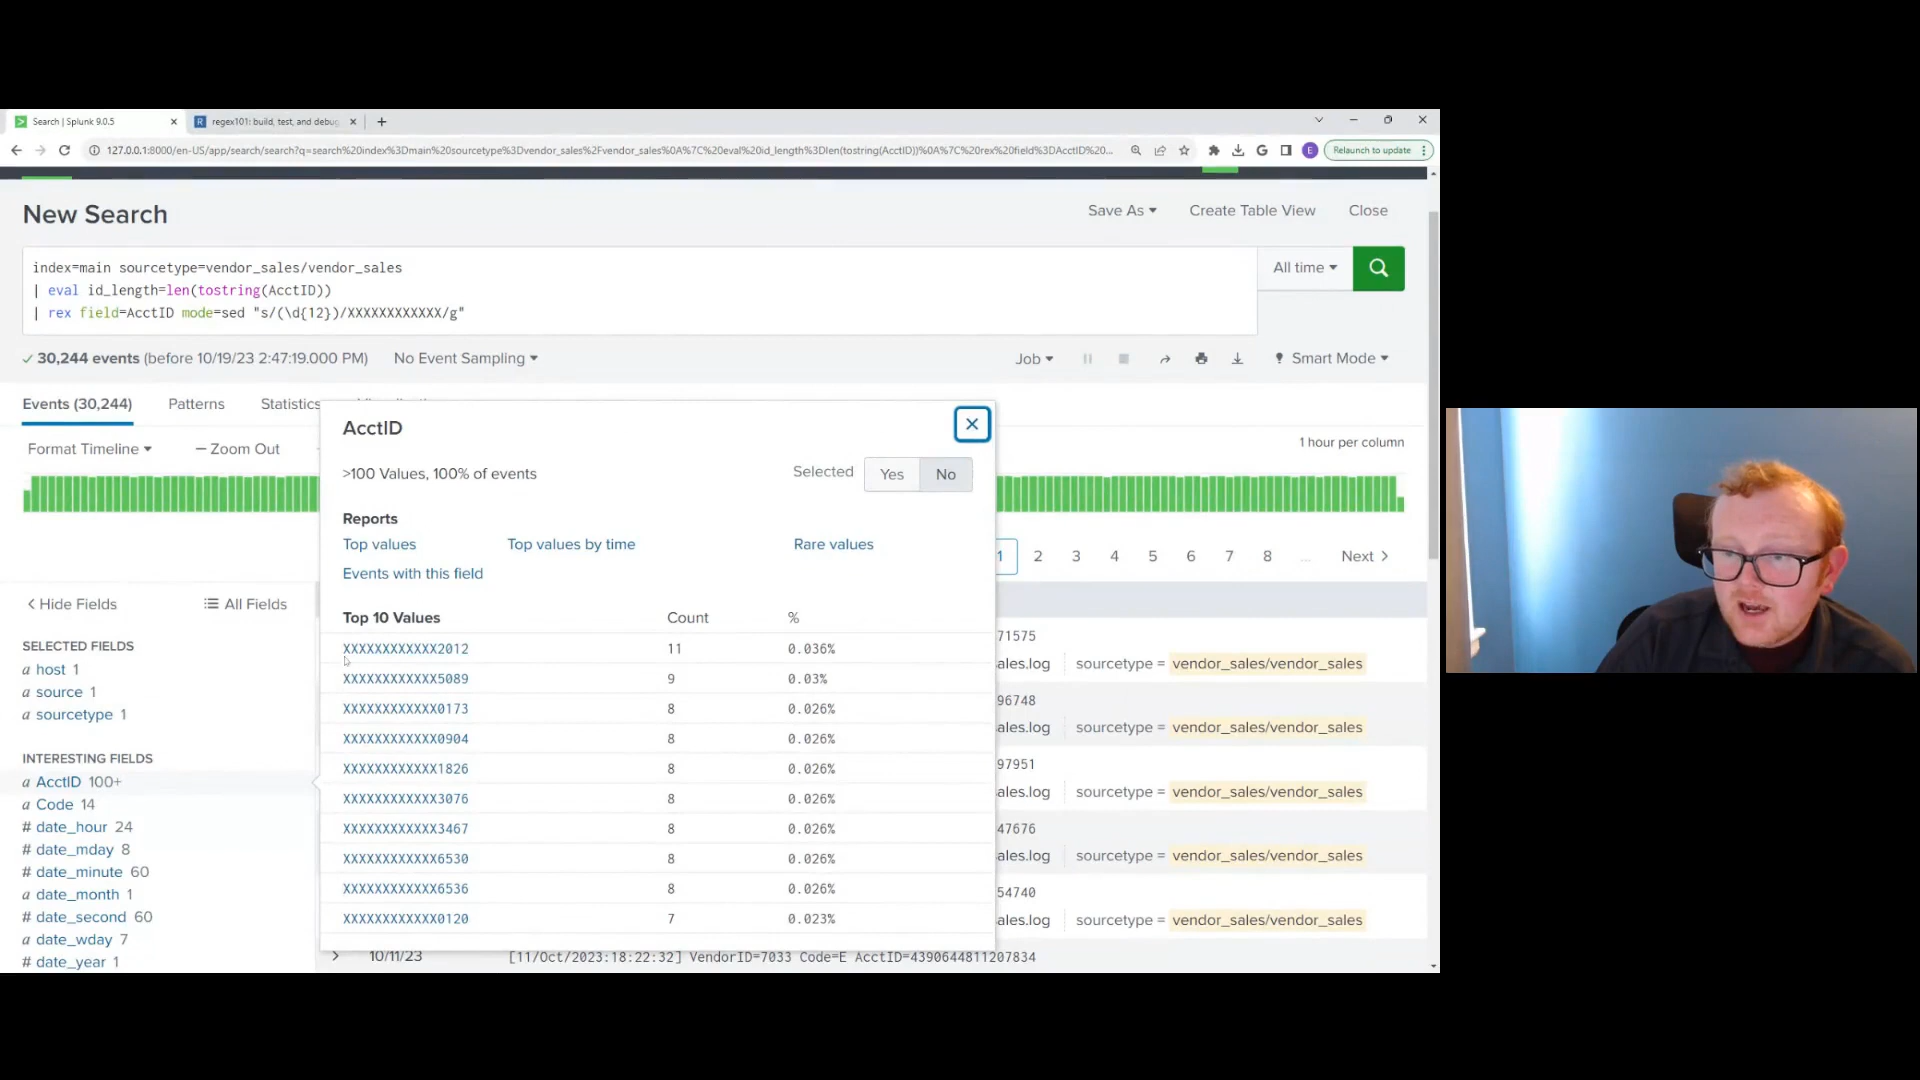 Search | Splunk 9.0.5
regex101: build, test, and debug
127.0.0.1:8000/en-US/app/search/search?q=search%20index%3Dmain%20sourcetype%3Dvendor_sales%2Fvendor_sales%0A%7C%20eval%20id_length%3Dlen(tostring(AcctID))%0A%7C%20rex%20field%3DAcctID%20...
G
E
Relaunch to update
New Search
Save As
Create Table View
Close
index=main sourcetype=vendor_sales/vendor_sales
| eval id_length=len(tostring(AcctID))
| rex field=AcctID mode=sed "s/(\d{12})/XXXXXXXXXXXX/g"
All time
30,244 events (before 10/19/23 2:47:19.000 PM)
No Event Sampling
Job
Smart Mode
Events (30,244)
Patterns
Statistics
Format Timeline
— Zoom Out
1 hour per column
AcctID
>100 Values, 100% of events
Selected
Yes
No
Reports
Top values
Top values by time
Rare values
Events with this field
Top 10 Values
Count
%
XXXXXXXXXXXX2012 11 0.036%
XXXXXXXXXXXX5089 9 0.03%
XXXXXXXXXXXX0173 8 0.026%
XXXXXXXXXXXX0904 8 0.026%
XXXXXXXXXXXX1826 8 0.026%
XXXXXXXXXXXX3076 8 0.026%
XXXXXXXXXXXX3467 8 0.026%
XXXXXXXXXXXX6530 8 0.026%
XXXXXXXXXXXX6536 8 0.026%
XXXXXXXXXXXX0120 7 0.023%
1 2 3 4 5 6 7 8 ... Next >
< Hide Fields
All Fields
SELECTED FIELDS
a host 1
a source 1
a sourcetype 1
INTERESTING FIELDS
a AcctID 100+
a Code 14
# date_hour 24
# date_mday 8
# date_minute 60
a date_month 1
# date_second 60
a date_wday 7
# date_year 1
71575
ales.log sourcetype = vendor_sales/vendor_sales
96748
ales.log sourcetype = vendor_sales/vendor_sales
97951
ales.log sourcetype = vendor_sales/vendor_sales
47676
ales.log sourcetype = vendor_sales/vendor_sales
54740
ales.log sourcetype = vendor_sales/vendor_sales
> 10/11/23 [11/Oct/2023:18:22:32] VendorID=7033 Code=E AcctID=4390644811207834